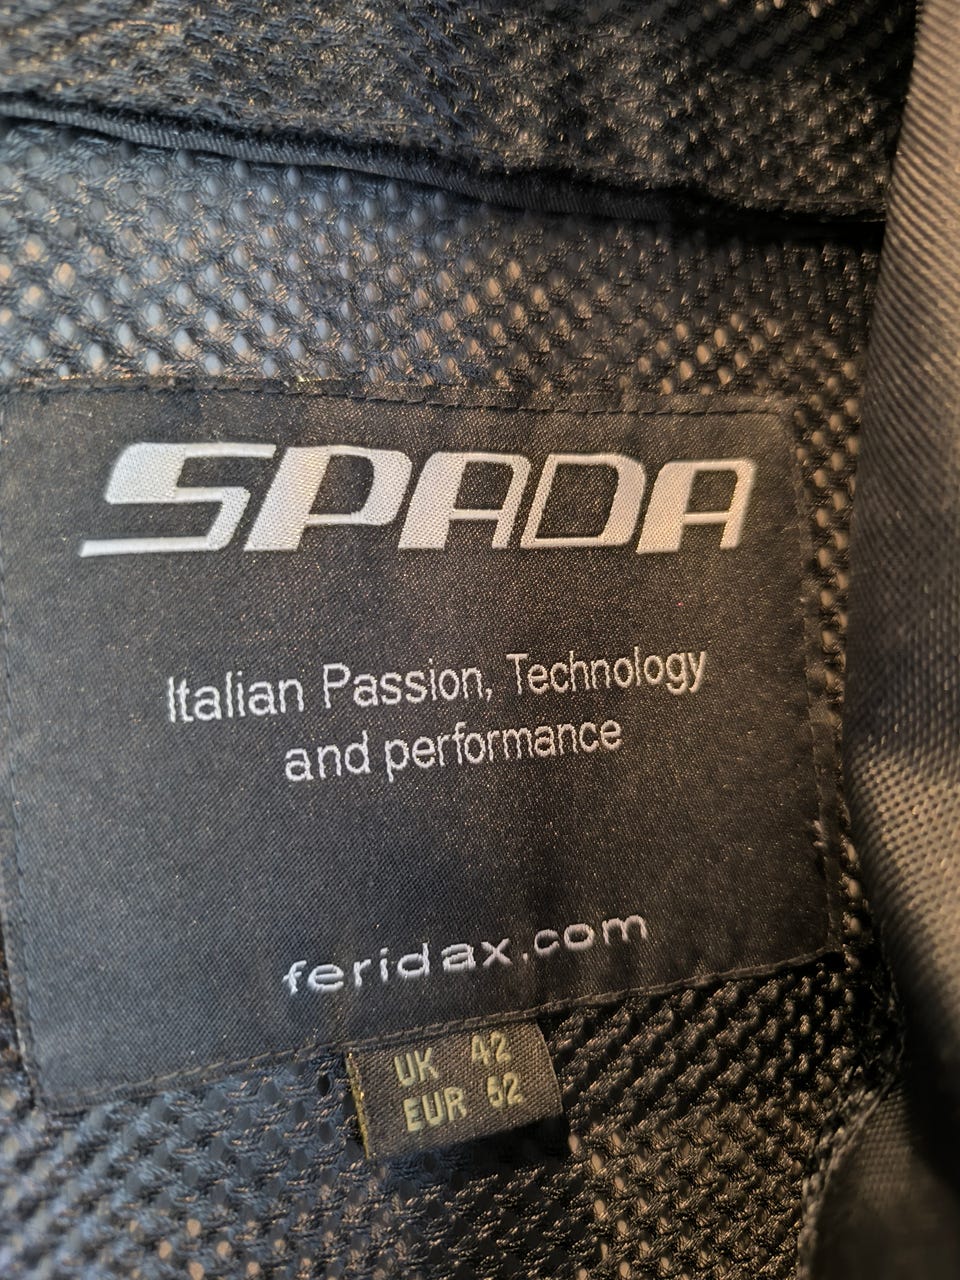 SPADA
Italian Passion, Technology
and performance
feridax.com
UK 42
EUR 52